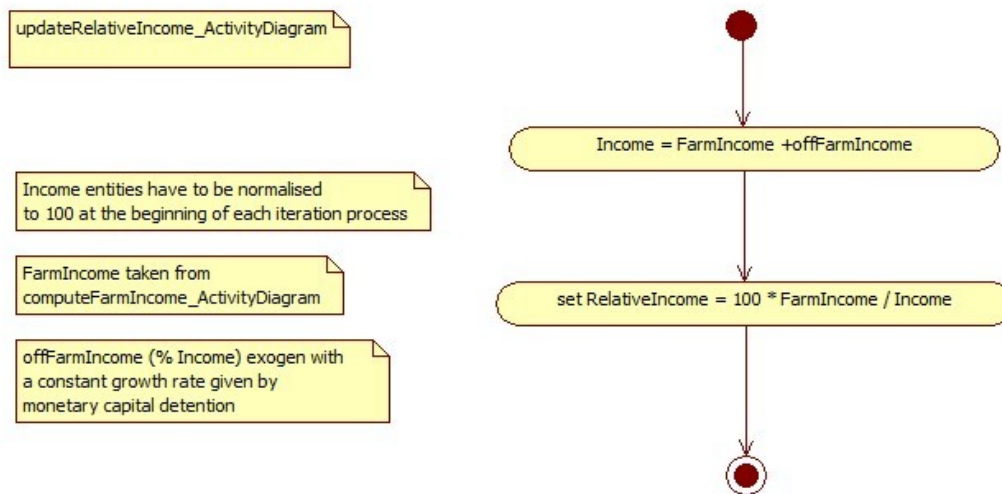 updateRelativeIncome_ActivityDiagram
Income entities have to be normalised
to 100 at the beginning of each iteration process
FarmIncome taken from
computeFarmIncome_ActivityDiagram
offFarmIncome (% Income) exogen with
a constant growth rate given by
monetary capital detention
Income = FarmIncome +offFarmIncome
set RelativeIncome = 100 * FarmIncome / Income